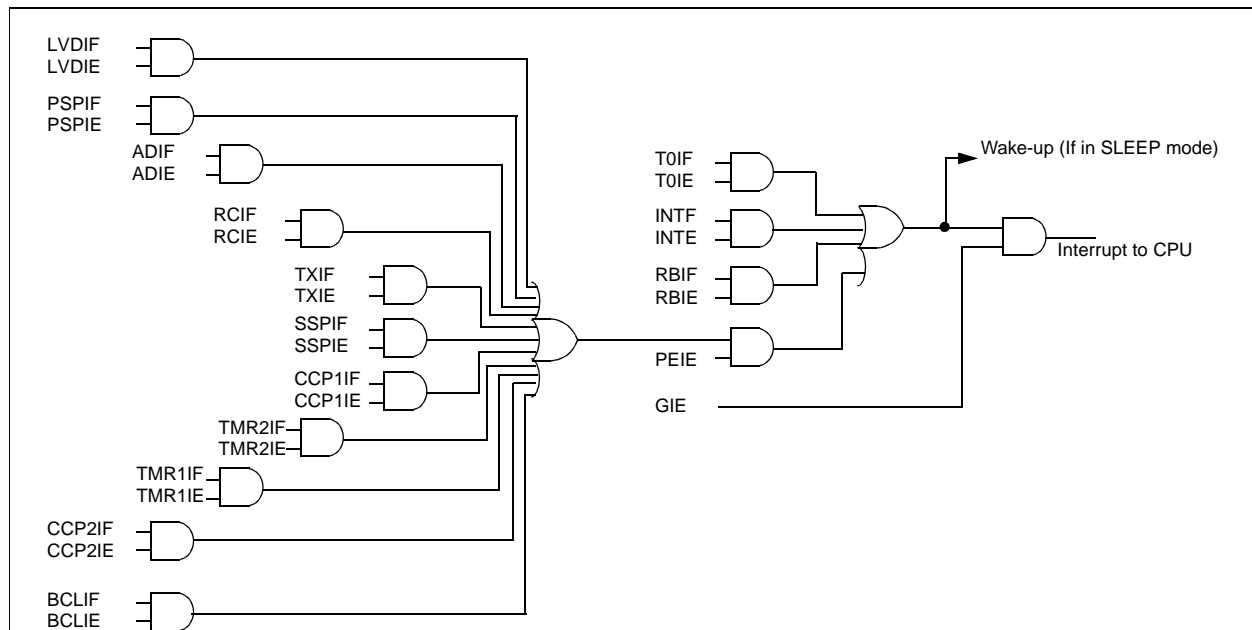 LVDIF
LVDIE
PSPIF
PSPIE
ADIF
ADIE
RCIF
RCIE
TXIF
TXIE
SSPIF
SSPIE
CCP1IF
CCP1IE
TMR2IF
TMR2IE
TMR1IF
TMR1IE
CCP2IF
CCP2IE
BCLIF
BCLIE
T0IF
T0IE
INTF
INTE
RBIF
RBIE
PEIE
GIE
Wake-up (If in SLEEP mode)
Interrupt to CPU